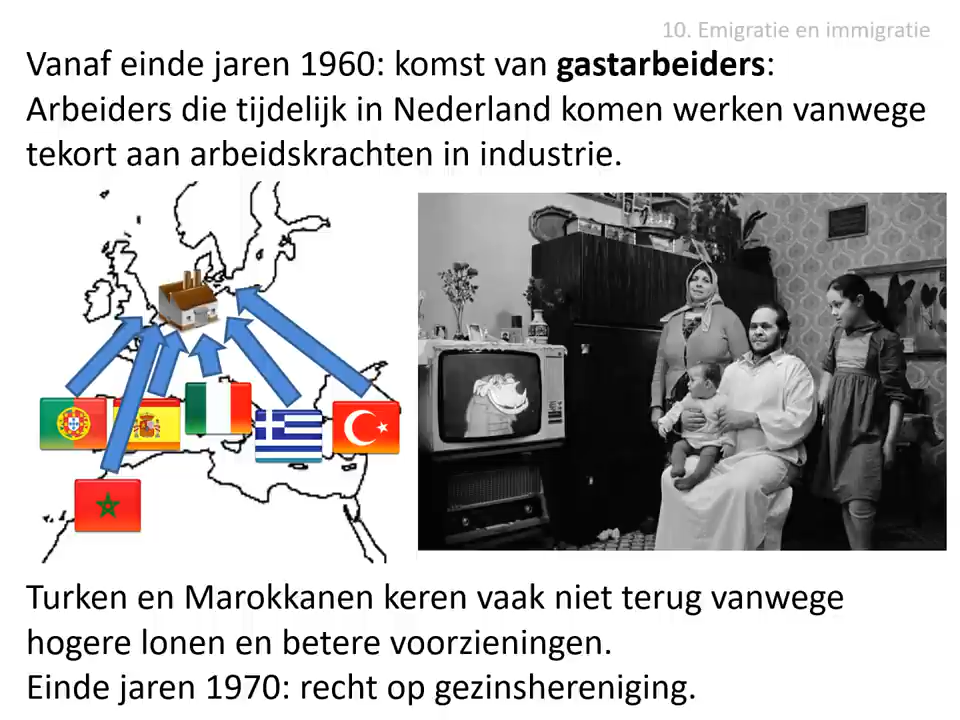 10. Emigratie en immigratie
Vanaf einde jaren 1960: komst van gastarbeiders:
Arbeiders die tijdelijk in Nederland komen werken vanwege
tekort aan arbeidskrachten in industrie.
Turken en Marokkanen keren vaak niet terug vanwege
hogere lonen en betere voorzieningen.
Einde jaren 1970: recht op gezinshereniging.